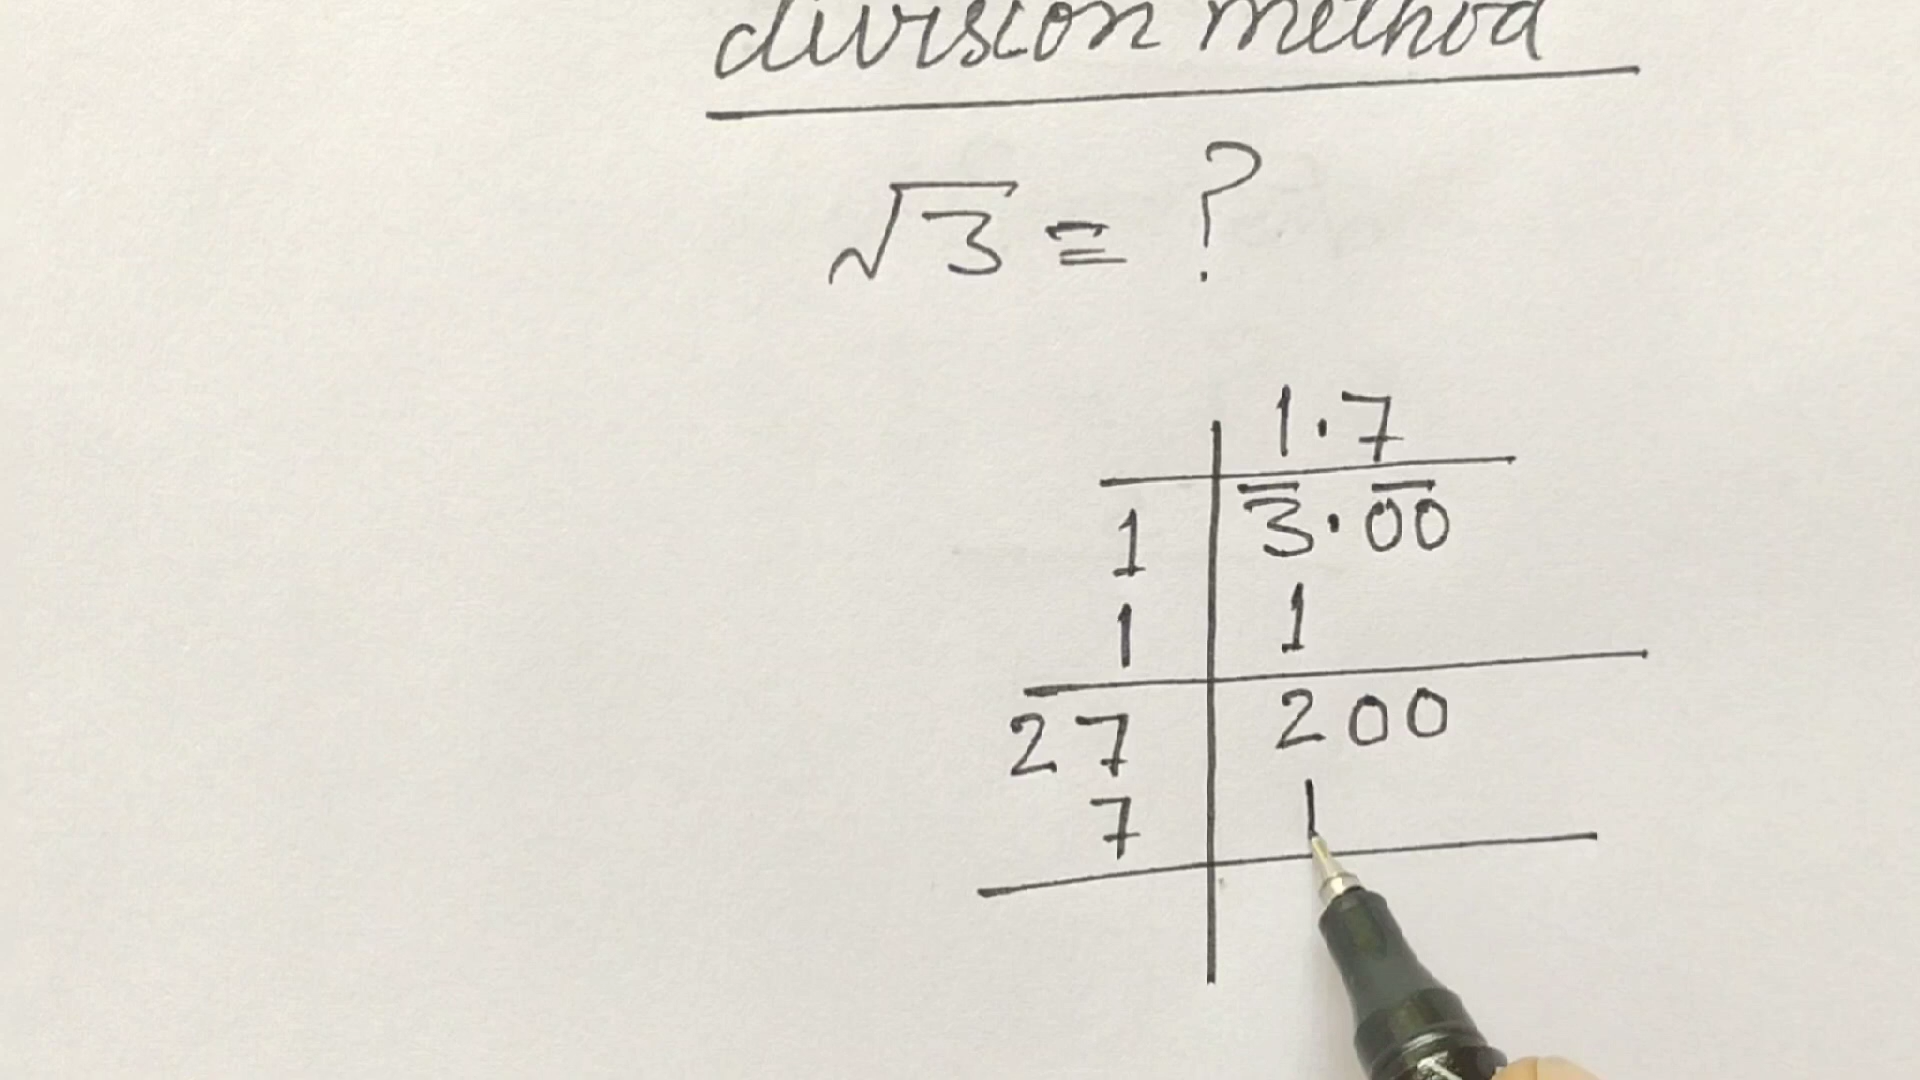 division method
√3 = ?
1.7
1 3.00
1 1
27 200
7 1